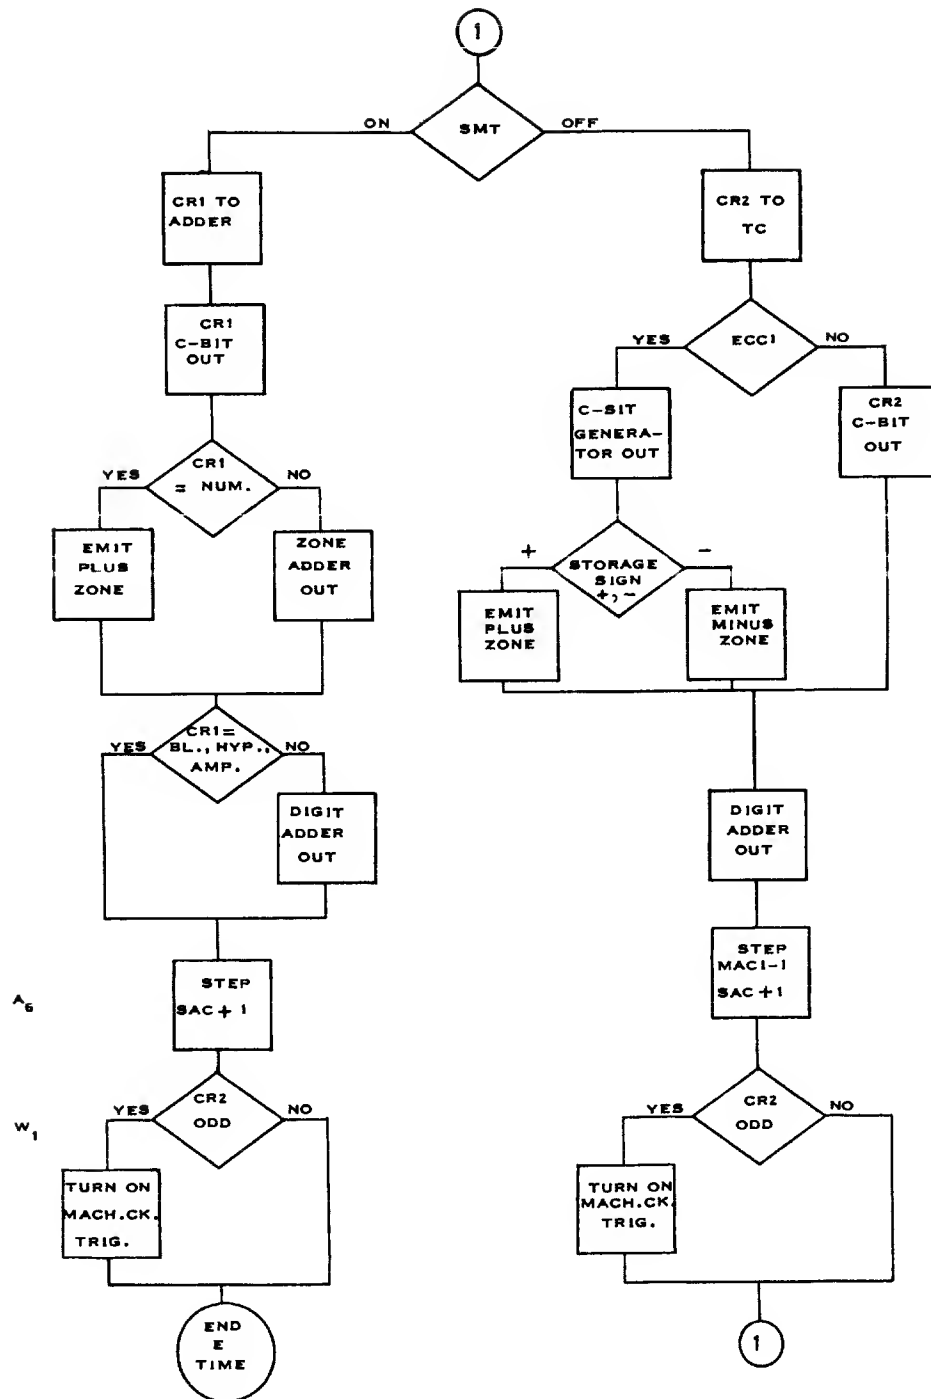 1
SMT
ON
OFF
CR1 TO
ADDER
CR2 TO
TC
CR1
C-BIT
OUT
ECC1
YES
NO
C-BIT
GENERA-
TOR OUT
CR2
C-BIT
OUT
CR1
= NUM.
YES
NO
EMIT
PLUS
ZONE
ZONE
ADDER
OUT
STORAGE
SIGN
+,-
+
-
EMIT
PLUS
ZONE
EMIT
MINUS
ZONE
CR1=
BL., HYP.,
AMP.
YES
NO
DIGIT
ADDER
OUT
DIGIT
ADDER
OUT
A6
STEP
SAC+1
STEP
MAC1-1
SAC+1
W1
CR2
ODD
YES
NO
CR2
ODD
YES
NO
TURN ON
MACH.CK.
TRIG.
TURN ON
MACH.CK.
TRIG.
END
E
TIME
1